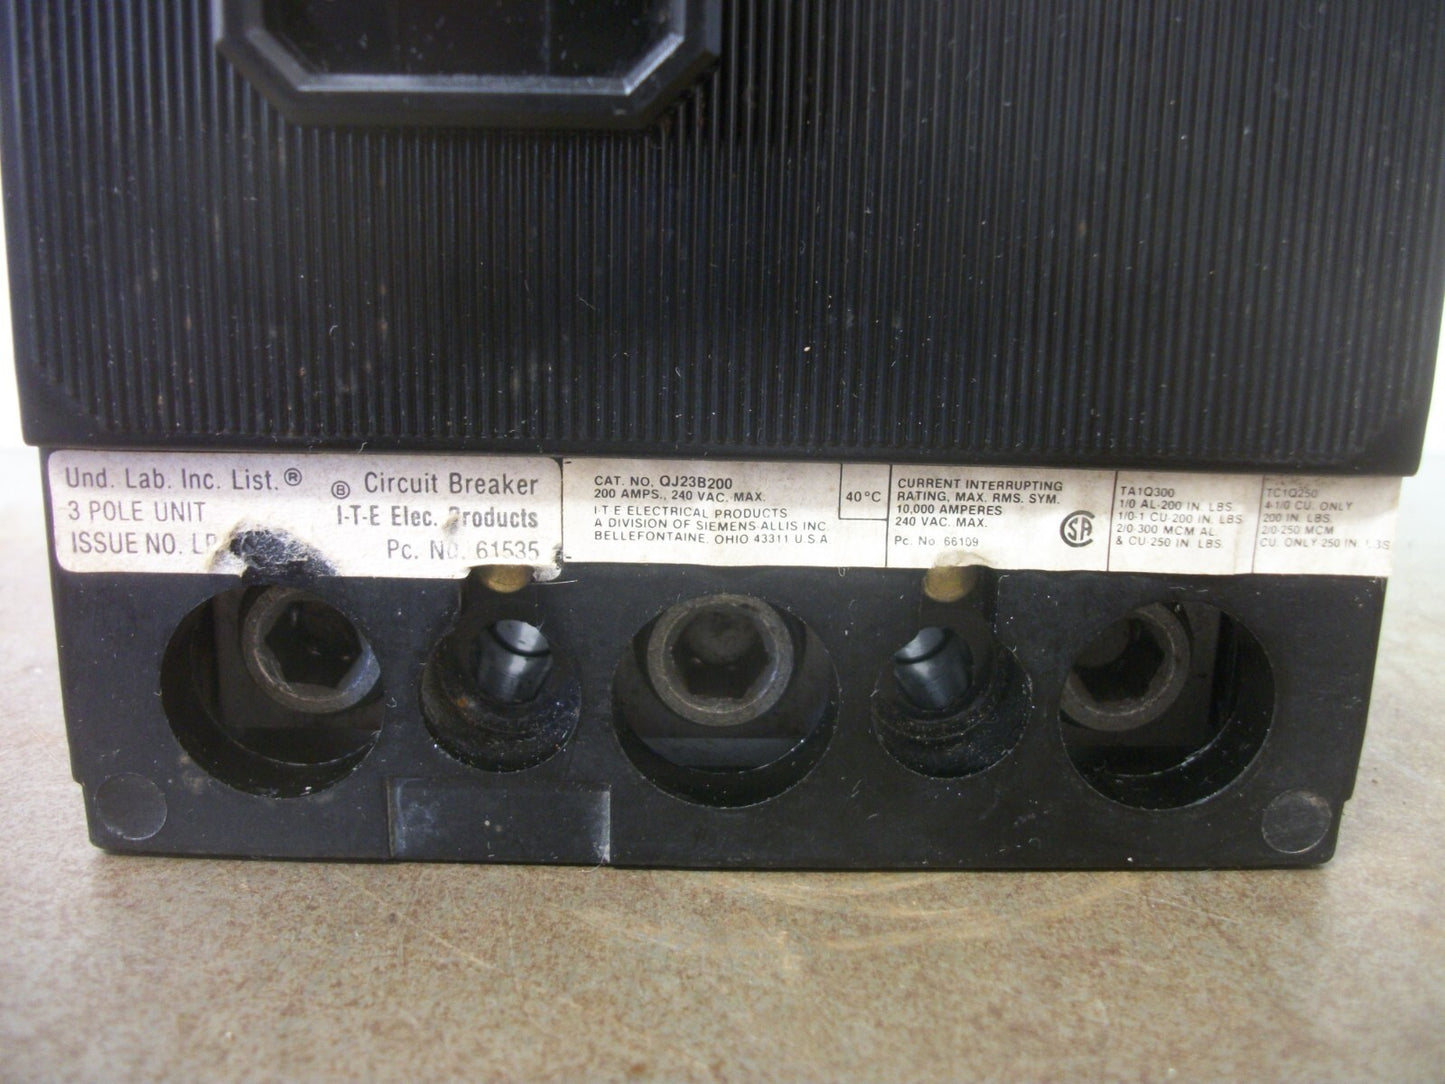 Und. Lab. Inc. List.®
® Circuit Breaker
3 POLE UNIT
I-T-E Elec. Products
ISSUE NO.
Pc. No. 61535
CAT. NO. QJ23B200
200 AMPS., 240 VAC. MAX.
I-T-E ELECTRICAL PRODUCTS
A DIVISION OF SIEMENS ALLIS INC.
BELLEFONTAINE, OHIO 43311 U.S.A
40°C
CURRENT INTERRUPTING
RATING, MAX. RMS. SYM.
10,000 AMPERES
240 VAC. MAX.
Pc. No. 66109
SA
TA1Q300
1/0 AL-200 IN. LBS.
1/0-1 CU-200 IN. LBS
2/0-300 MCM AL
& CU-250 IN. LBS.
TC1Q250
4-1/0 CU. ONLY
200 IN. LBS.
2/0-250 MCM
CU. ONLY-250 IN. LBS